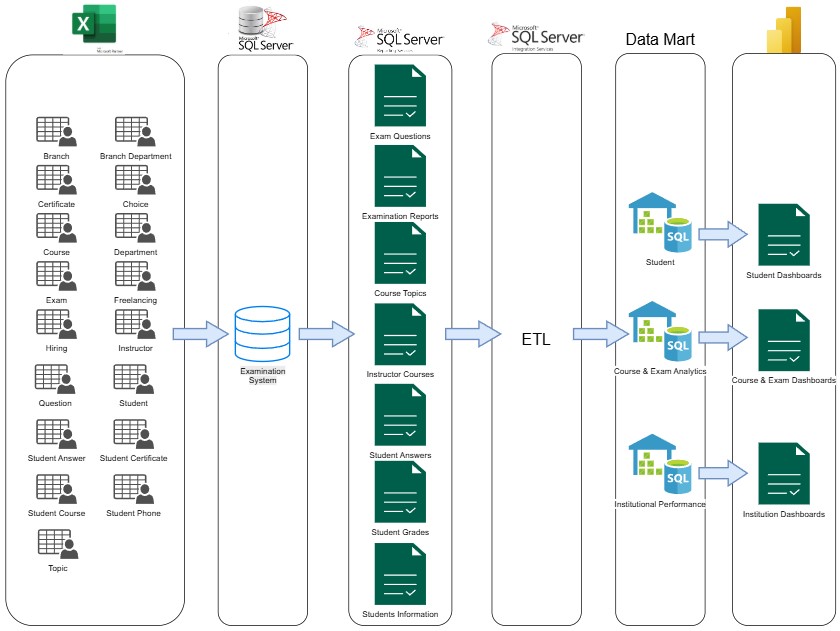 X
Microsoft
SQL Server
Microsoft
SQL Server
Reporting Services
Microsoft
SQL Server
Integration Services
Data Mart
Branch
Branch Department
Certificate
Choice
Course
Department
Exam
Freelancing
Hiring
Instructor
Question
Student
Student Answer
Student Certificate
Student Course
Student Phone
Topic
Examination
System
Exam Questions
Examination Reports
Course Topics
Instructor Courses
Student Answers
Student Grades
Students Information
ETL
SQL
Student
SQL
Course & Exam Analytics
SQL
Institutional Performance
Student Dashboards
Course & Exam Dashboards
Institution Dashboards